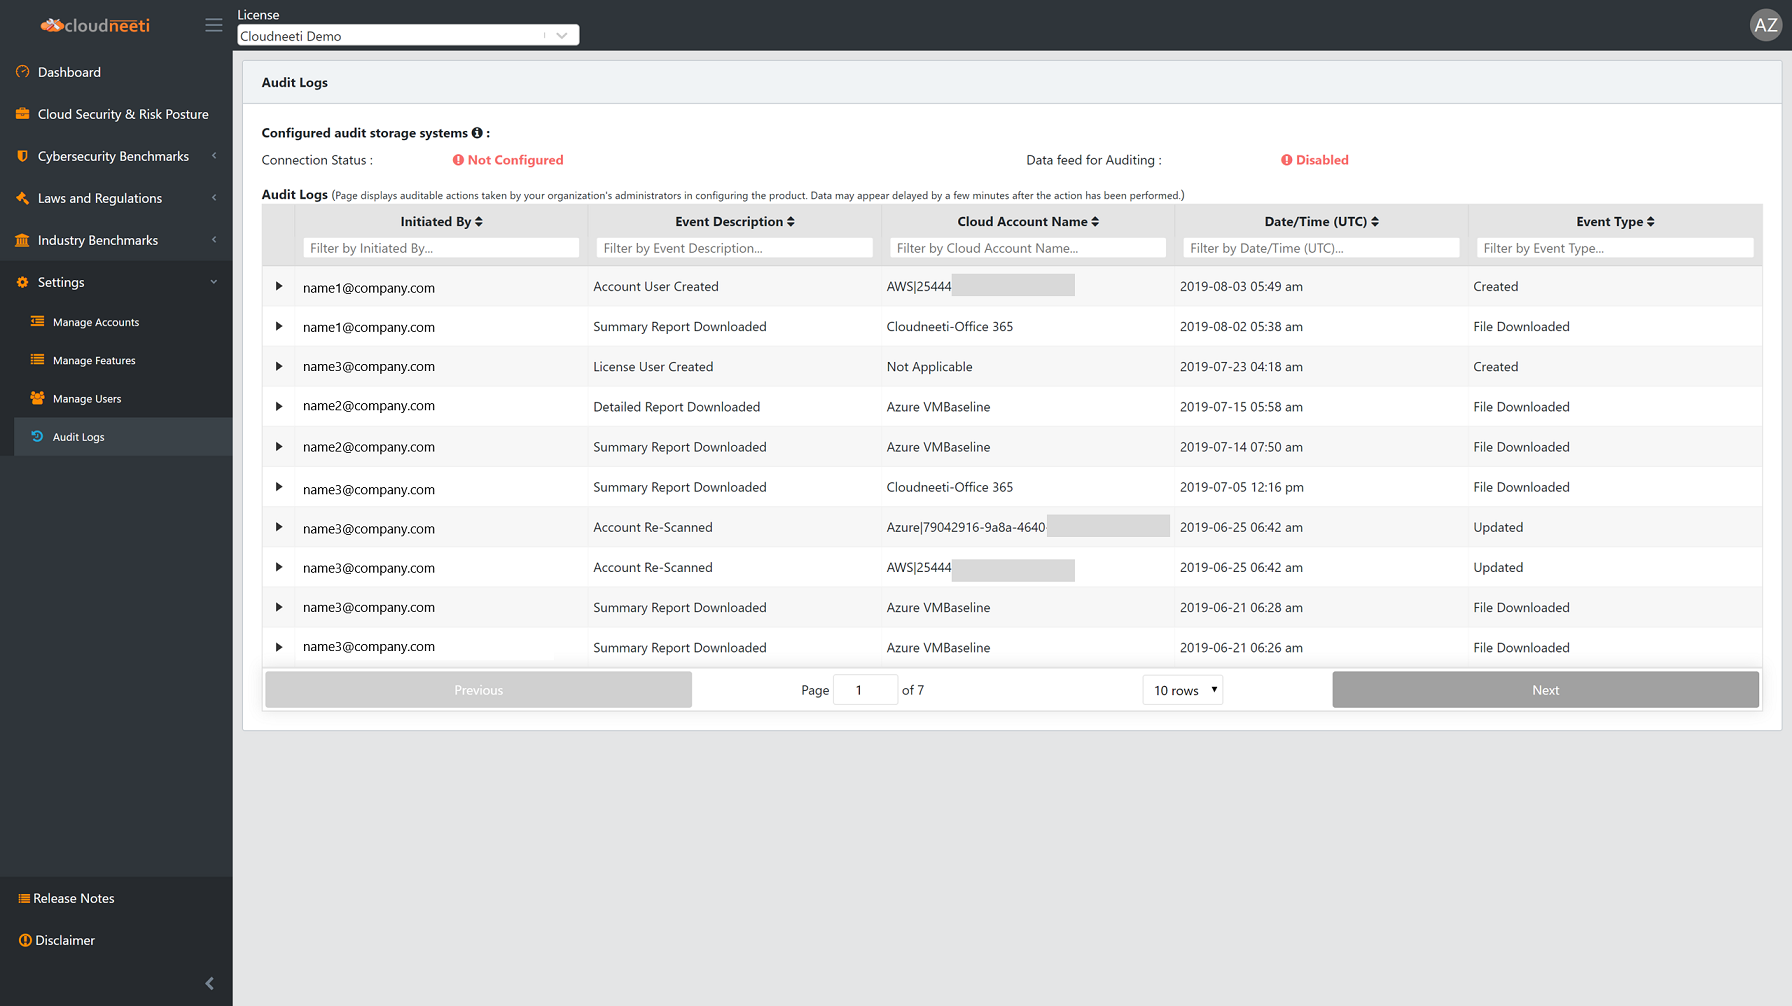 cloudneeti
License
Cloudneeti Demo
AZ
Dashboard
Cloud Security & Risk Posture
Cybersecurity Benchmarks
Laws and Regulations
Industry Benchmarks
Settings
Manage Accounts
Manage Features
Manage Users
Audit Logs
Release Notes
Disclaimer
Audit Logs
Configured audit storage systems :
Connection Status : Not Configured Data feed for Auditing : Disabled
Audit Logs (Page displays auditable actions taken by your organization's administrators in configuring the product. Data may appear delayed by a few minutes after the action has been performed.)
Initiated By Event Description Cloud Account Name Date/Time (UTC) Event Type
Filter by Initiated By... Filter by Event Description... Filter by Cloud Account Name... Filter by Date/Time (UTC)... Filter by Event Type...
name1@company.com Account User Created AWS|25444 2019-08-03 05:49 am Created
name1@company.com Summary Report Downloaded Cloudneeti-Office 365 2019-08-02 05:38 am File Downloaded
name3@company.com License User Created Not Applicable 2019-07-23 04:18 am Created
name2@company.com Detailed Report Downloaded Azure VMBaseline 2019-07-15 05:58 am File Downloaded
name2@company.com Summary Report Downloaded Azure VMBaseline 2019-07-14 07:50 am File Downloaded
name3@company.com Summary Report Downloaded Cloudneeti-Office 365 2019-07-05 12:16 pm File Downloaded
name3@company.com Account Re-Scanned Azure|79042916-9a8a-4640- 2019-06-25 06:42 am Updated
name3@company.com Account Re-Scanned AWS|25444 2019-06-25 06:42 am Updated
name3@company.com Summary Report Downloaded Azure VMBaseline 2019-06-21 06:28 am File Downloaded
name3@company.com Summary Report Downloaded Azure VMBaseline 2019-06-21 06:26 am File Downloaded
Previous Page 1 of 7 10 rows Next